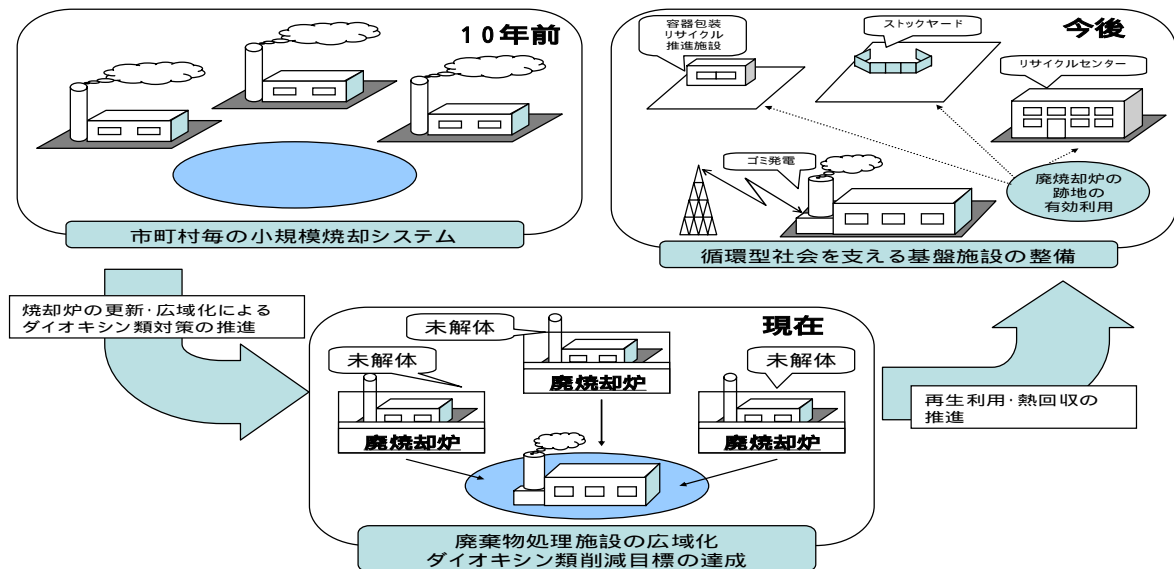 10年前
市町村毎の小規模焼却システム
焼却炉の更新・広域化による
ダイオキシン類対策の推進
現在
未解体
廃焼却炉
未解体
廃焼却炉
未解体
廃焼却炉
廃棄物処理施設の広域化
ダイオキシン類削減目標の達成
再生利用・熱回収の
推進
今後
容器包装
リサイクル
推進施設
ストックヤード
リサイクルセンター
ゴミ発電
廃焼却炉の
跡地の
有効利用
循環型社会を支える基盤施設の整備